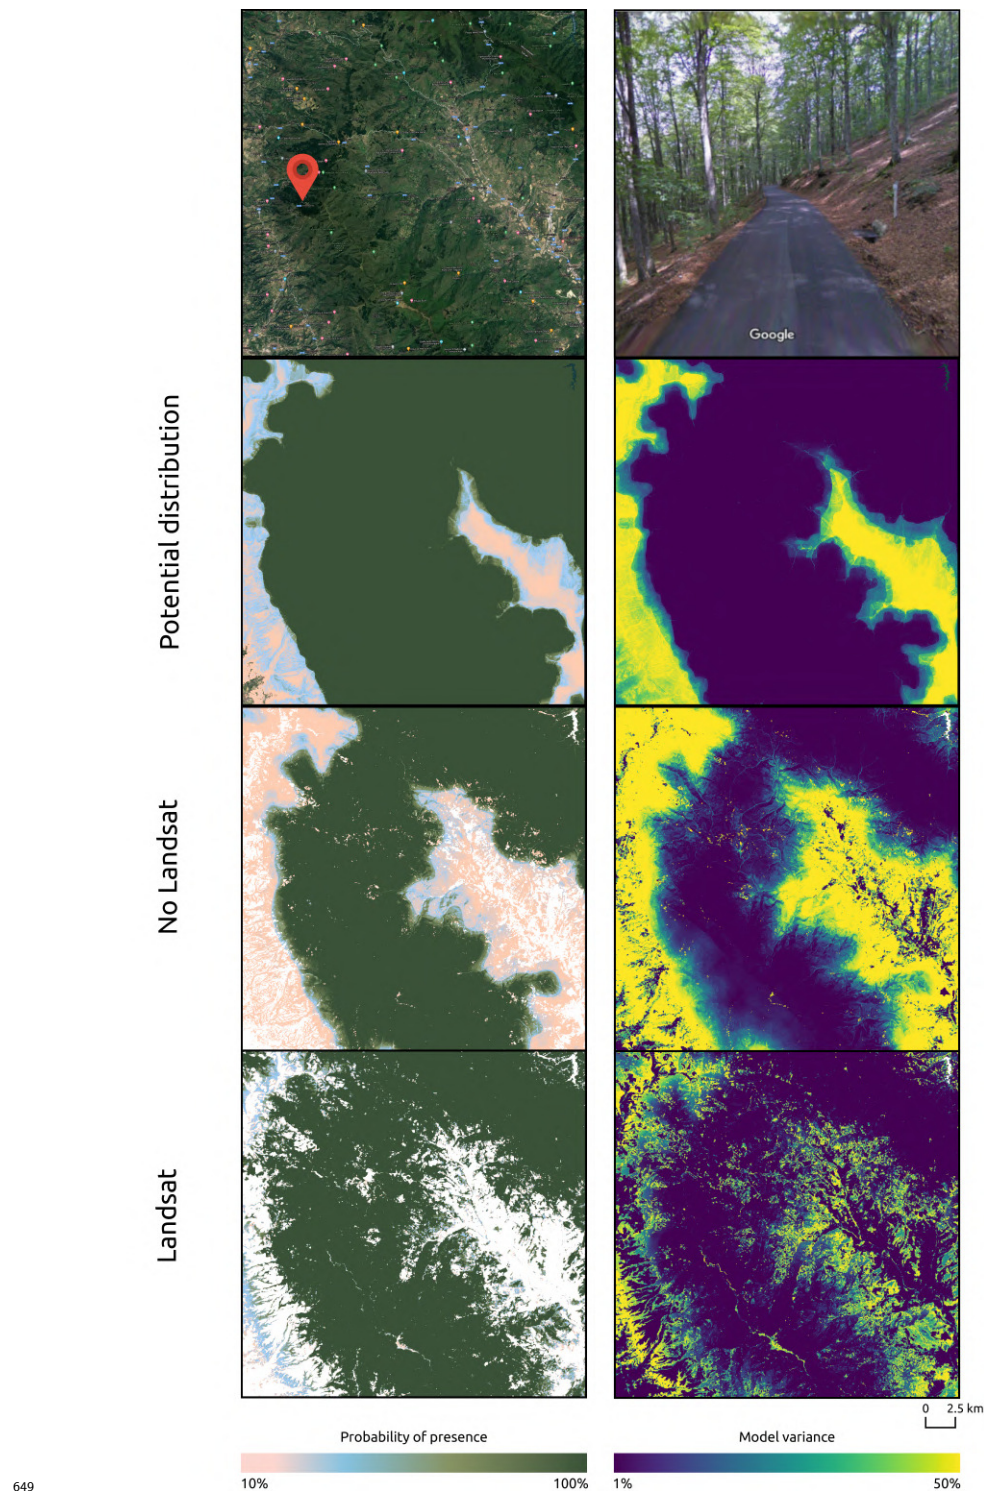 Google
Potential distribution
No Landsat
Landsat
0 2.5 km
Probability of presence
Model variance
10% 100%
1% 50%
649